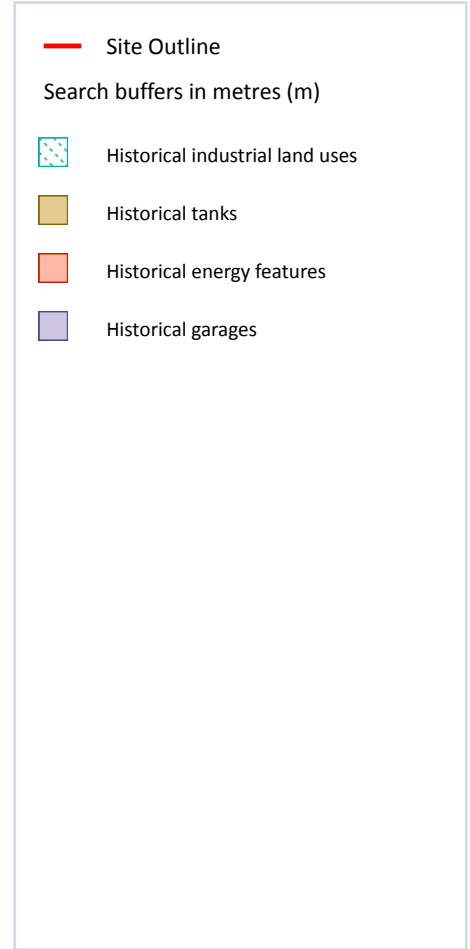 Site Outline
Search buffers in metres (m)
Historical industrial land uses
Historical tanks
Historical energy features
Historical garages